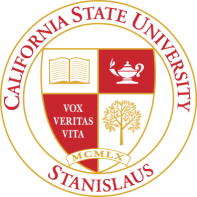 CALIFORNIA STATE UNIVERSITY
VOX
VERITAS
VITA
MCMLX
STANISLAUS